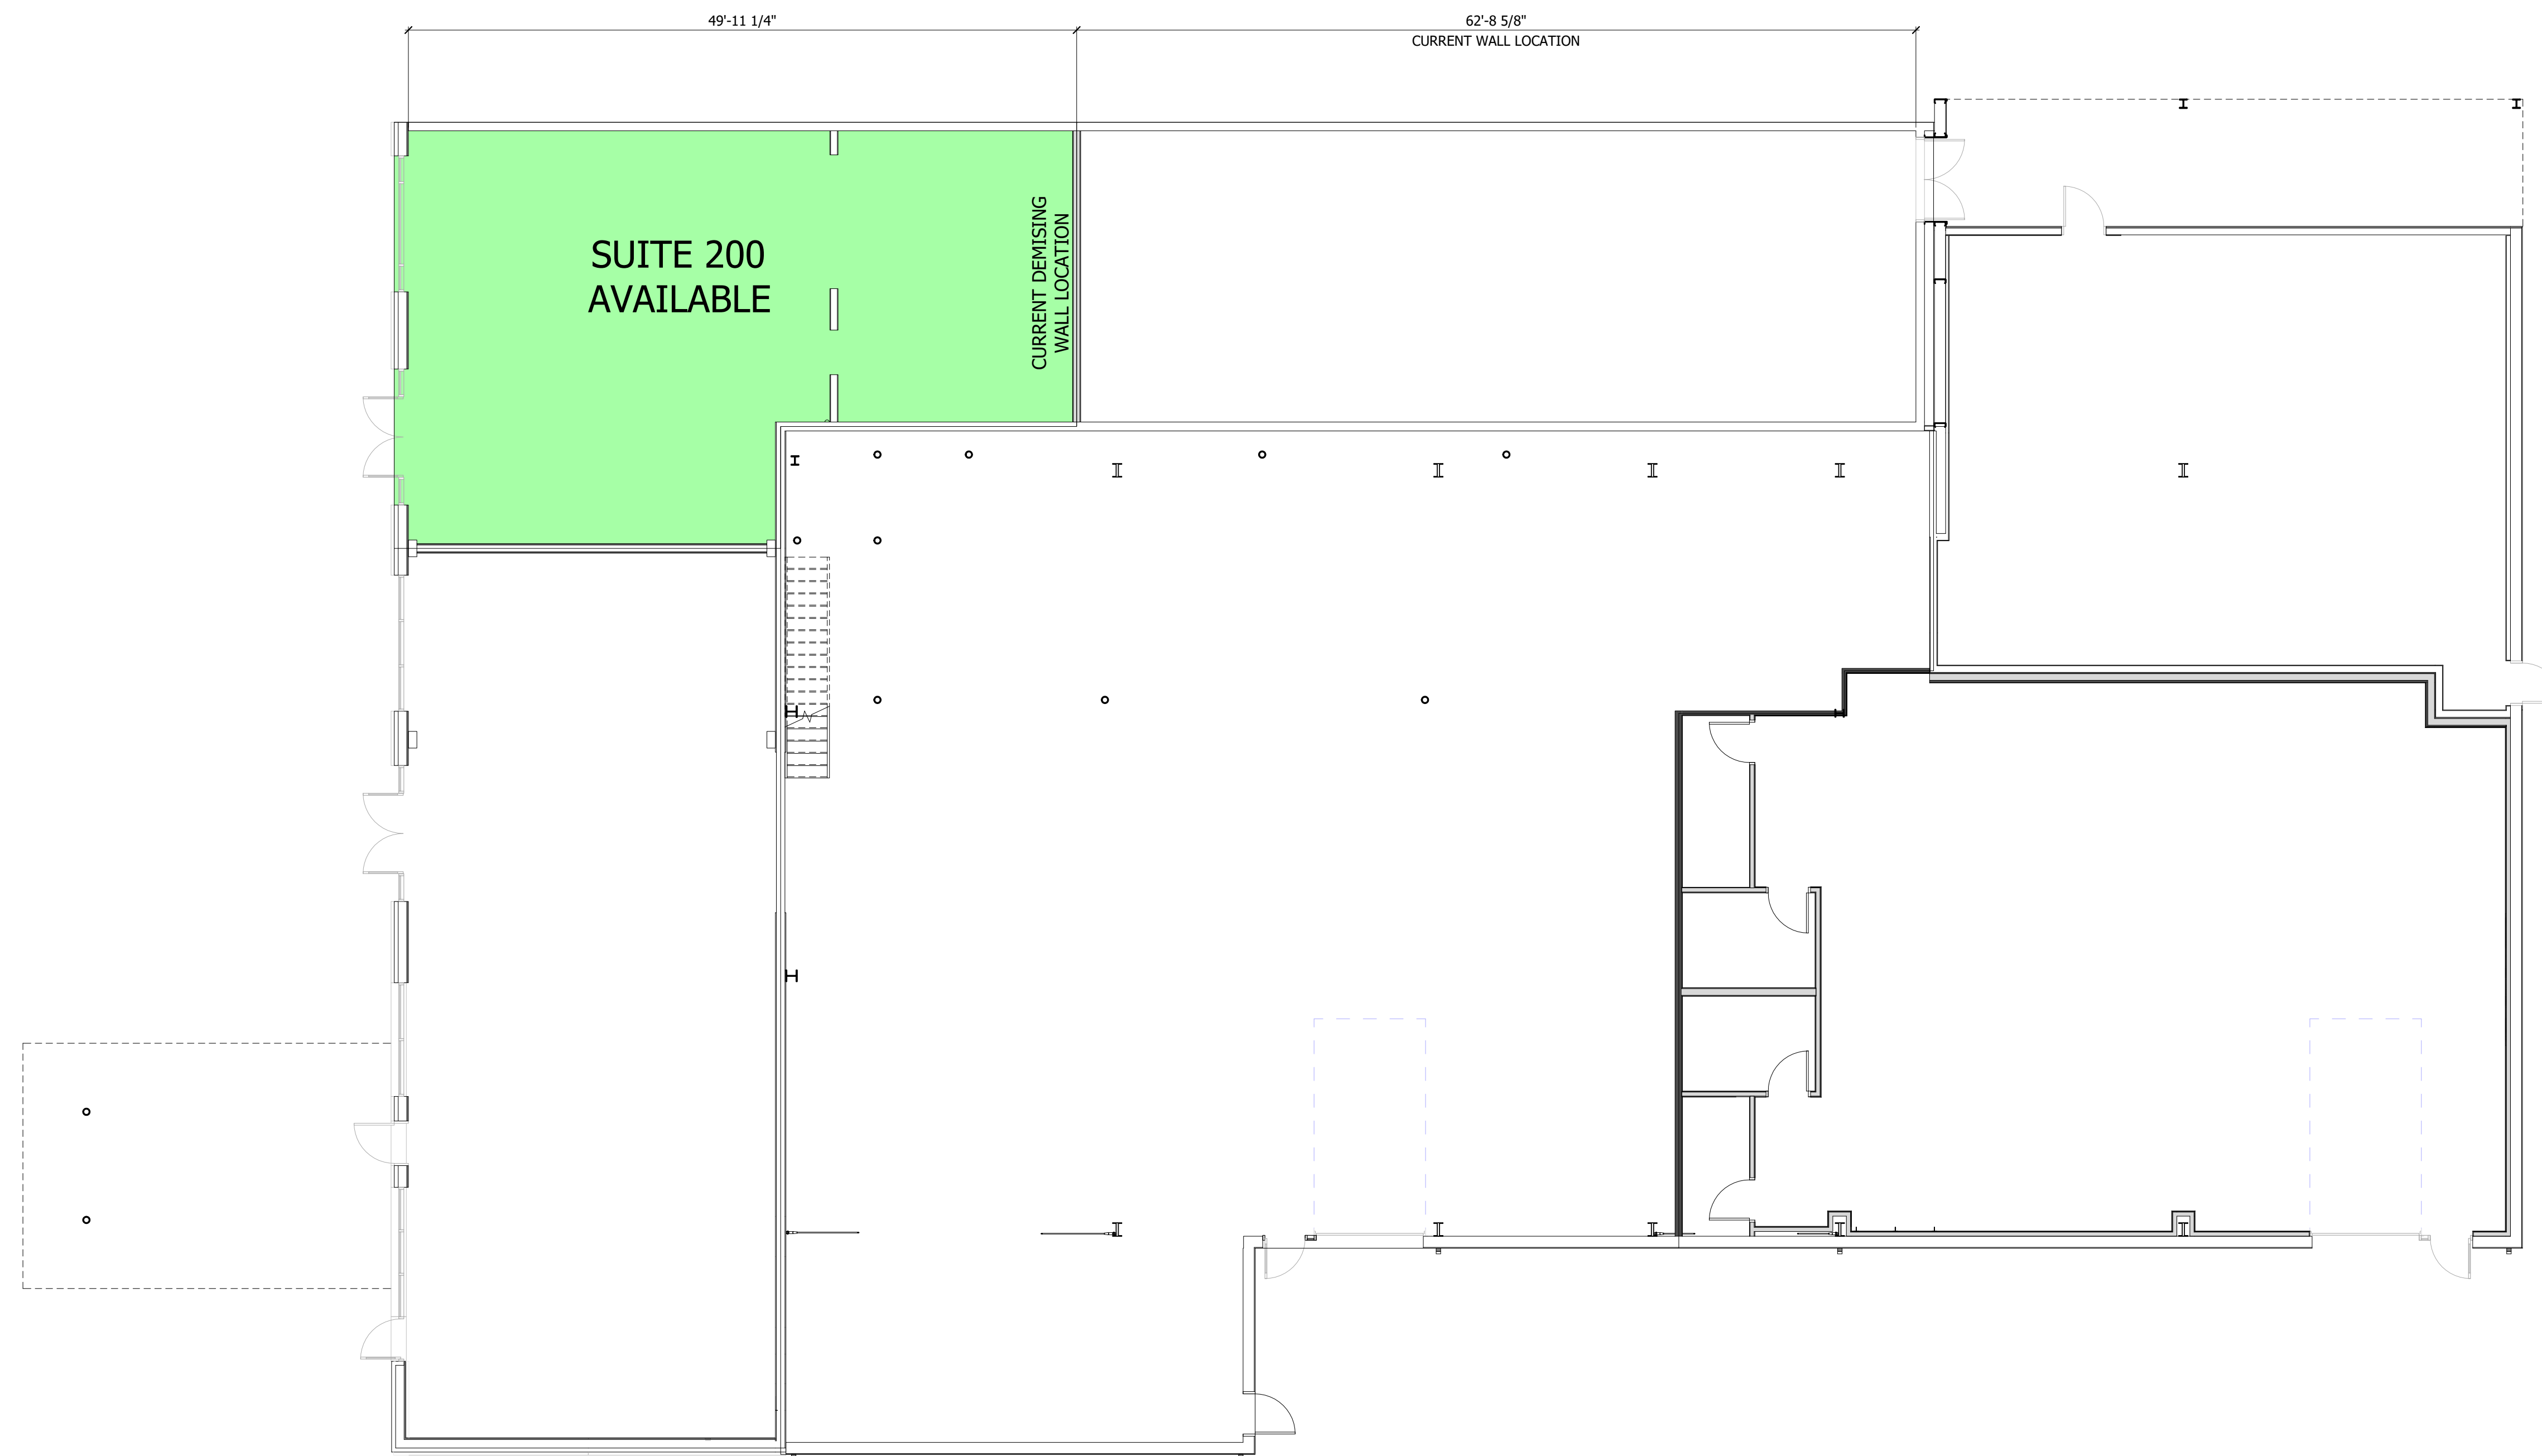 49'-11 1/4"
62'-8 5/8"
CURRENT WALL LOCATION
SUITE 200
AVAILABLE
CURRENT DEMISING
WALL LOCATION